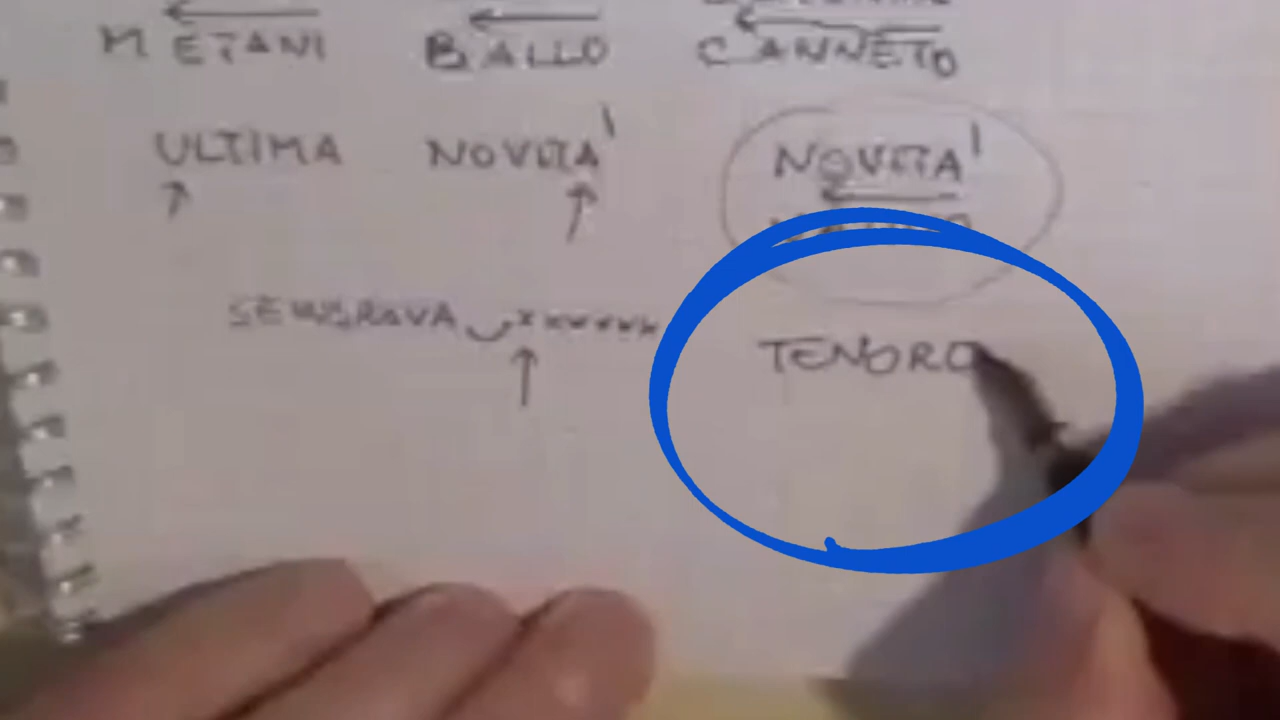 METANI BALLO CANNETO
ULTIMA NOVITA' NOVITA'
SEMBRAVA
TENORO